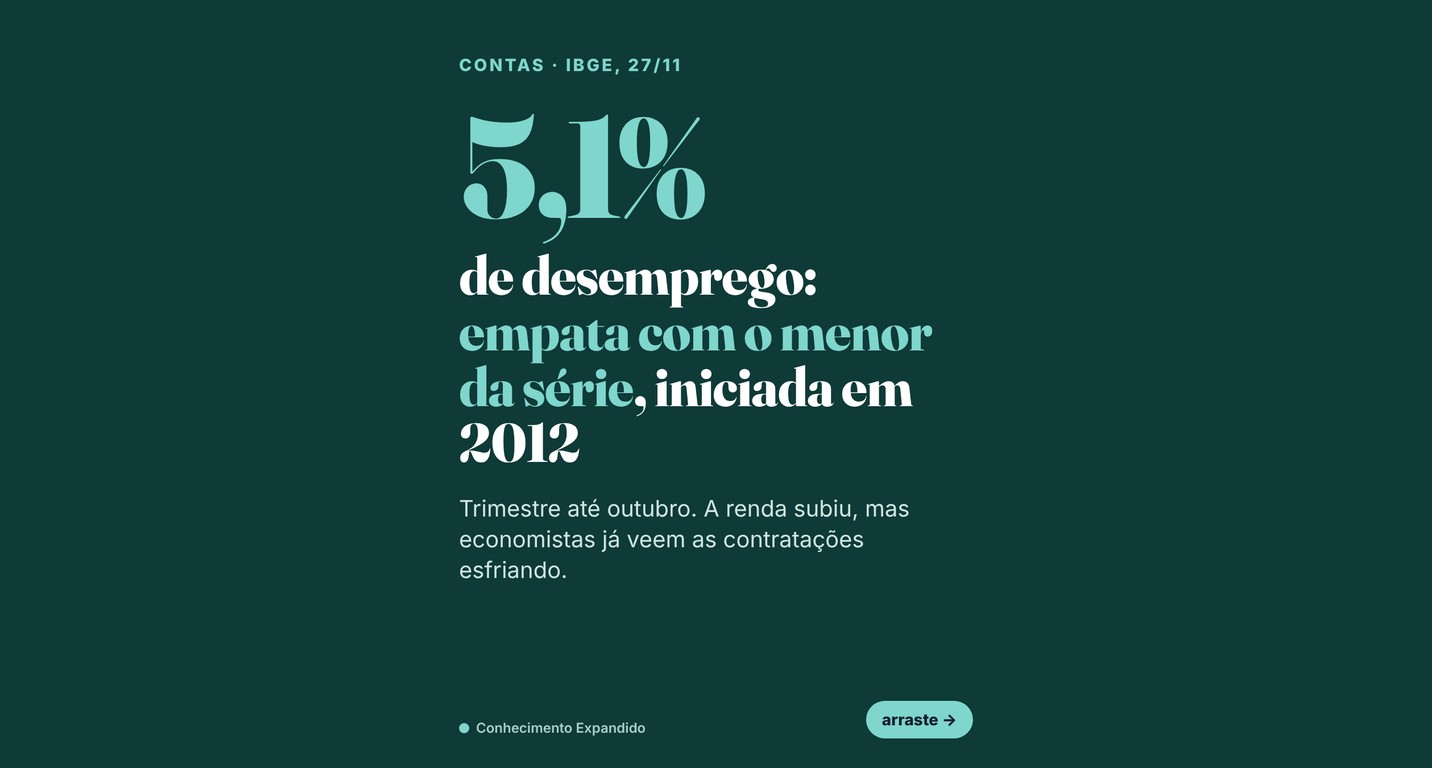 CONTAS · IBGE, 27/11
5,1%
de desemprego:
empata com o menor
da série, iniciada em
2012
Trimestre até outubro. A renda subiu, mas
economistas já veem as contratações
esfriando.
Conhecimento Expandido
arraste →